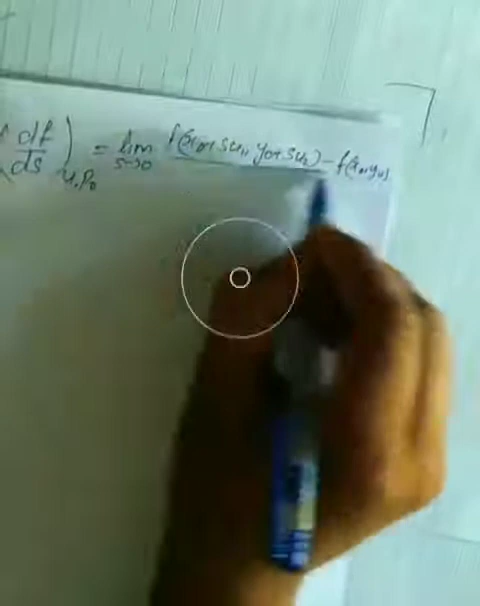 (df/ds)u,P₀ = lim s→0 f(x₀+su₁, y₀+su₂) - f(x₀,y₀)